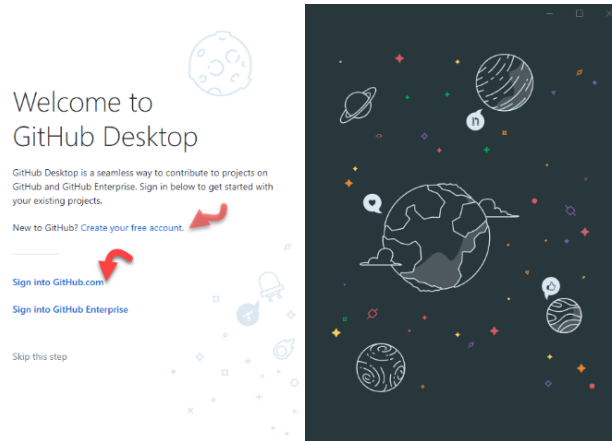 Welcome to
GitHub Desktop
GitHub Desktop is a seamless way to contribute to projects on
GitHub and GitHub Enterprise. Sign in below to get started with
your existing projects.
New to GitHub? Create your free account.
Sign into GitHub.com
Sign into GitHub Enterprise
Skip this step
n